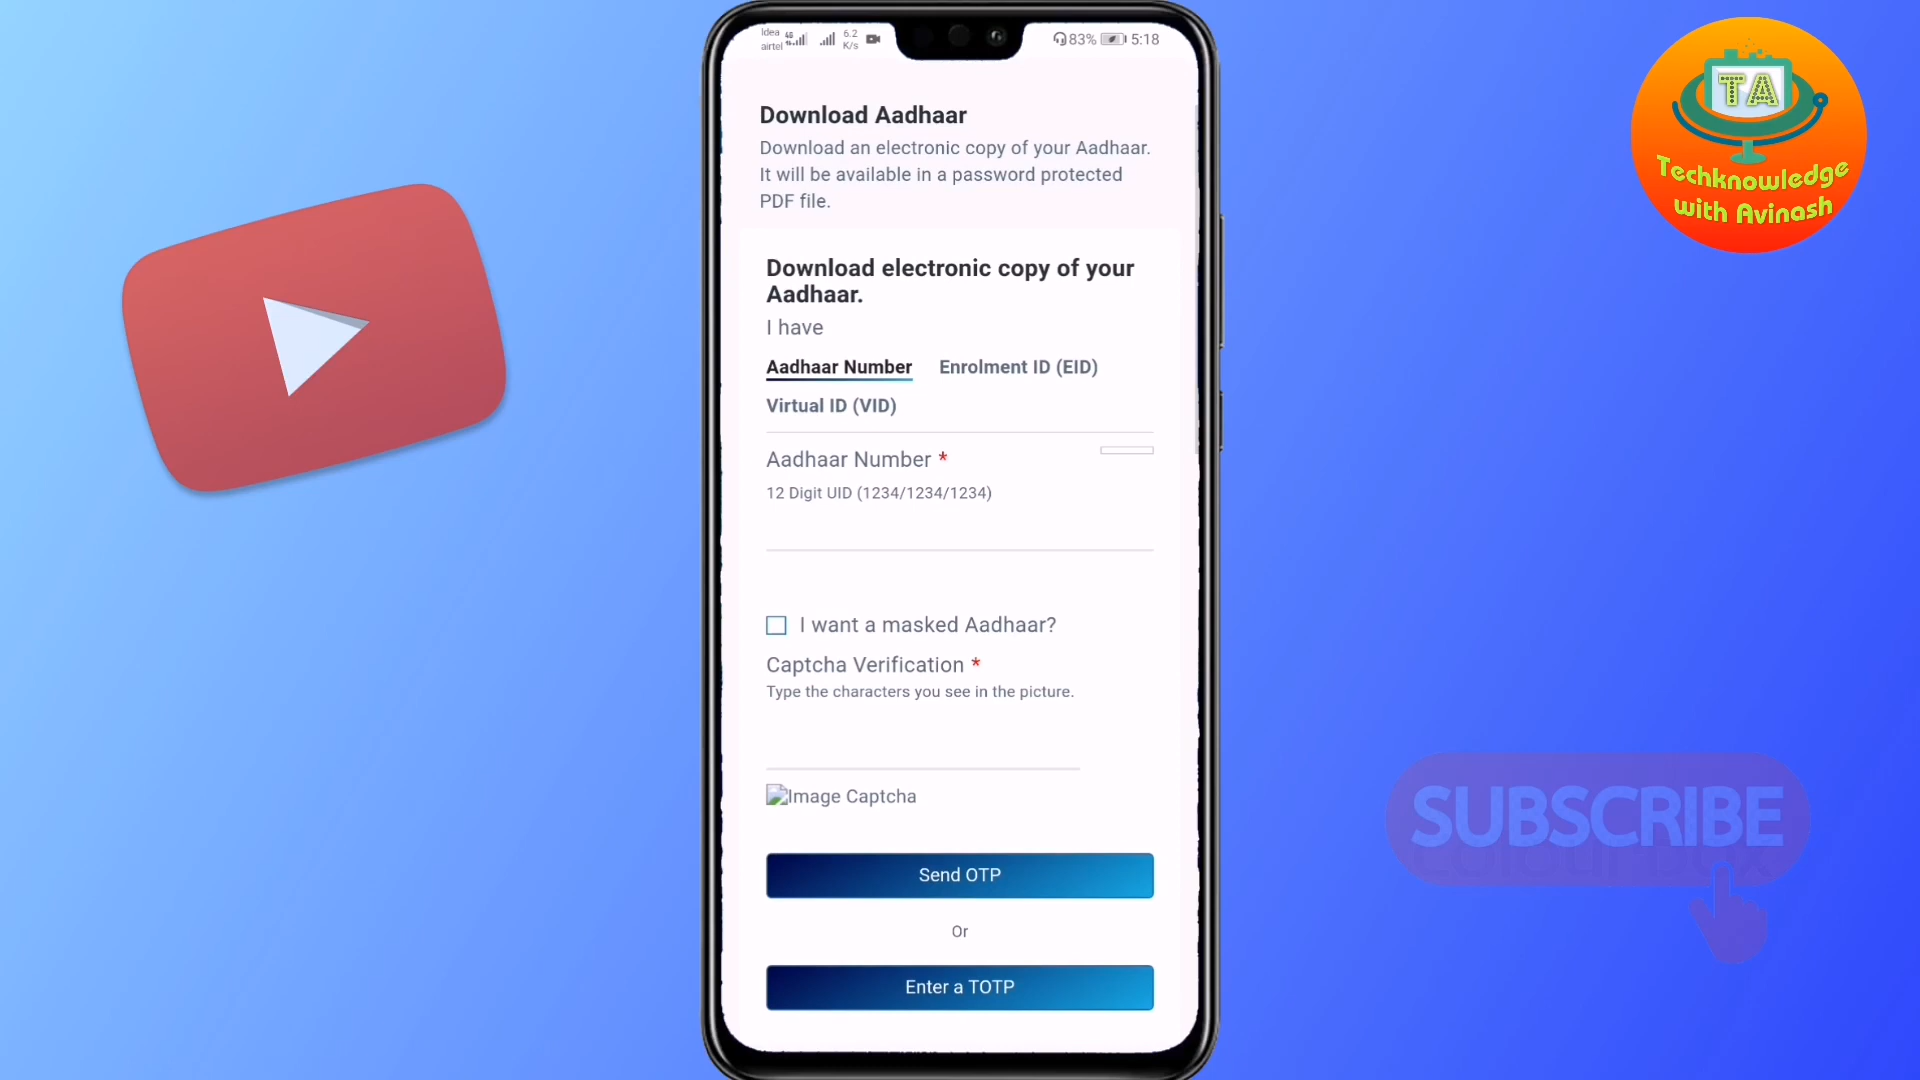 Idea 4G
airtel
6.2
K/s
83% 5:18
Download Aadhaar
Download an electronic copy of your Aadhaar.
It will be available in a password protected
PDF file.
Download electronic copy of your
Aadhaar.
I have
Aadhaar Number Enrolment ID (EID)
Virtual ID (VID)
Aadhaar Number *
12 Digit UID (1234/1234/1234)
I want a masked Aadhaar?
Captcha Verification *
Type the characters you see in the picture.
Image Captcha
Send OTP
Or
Enter a TOTP
TA
Techknowledge
with Avinash
SUBSCRIBE